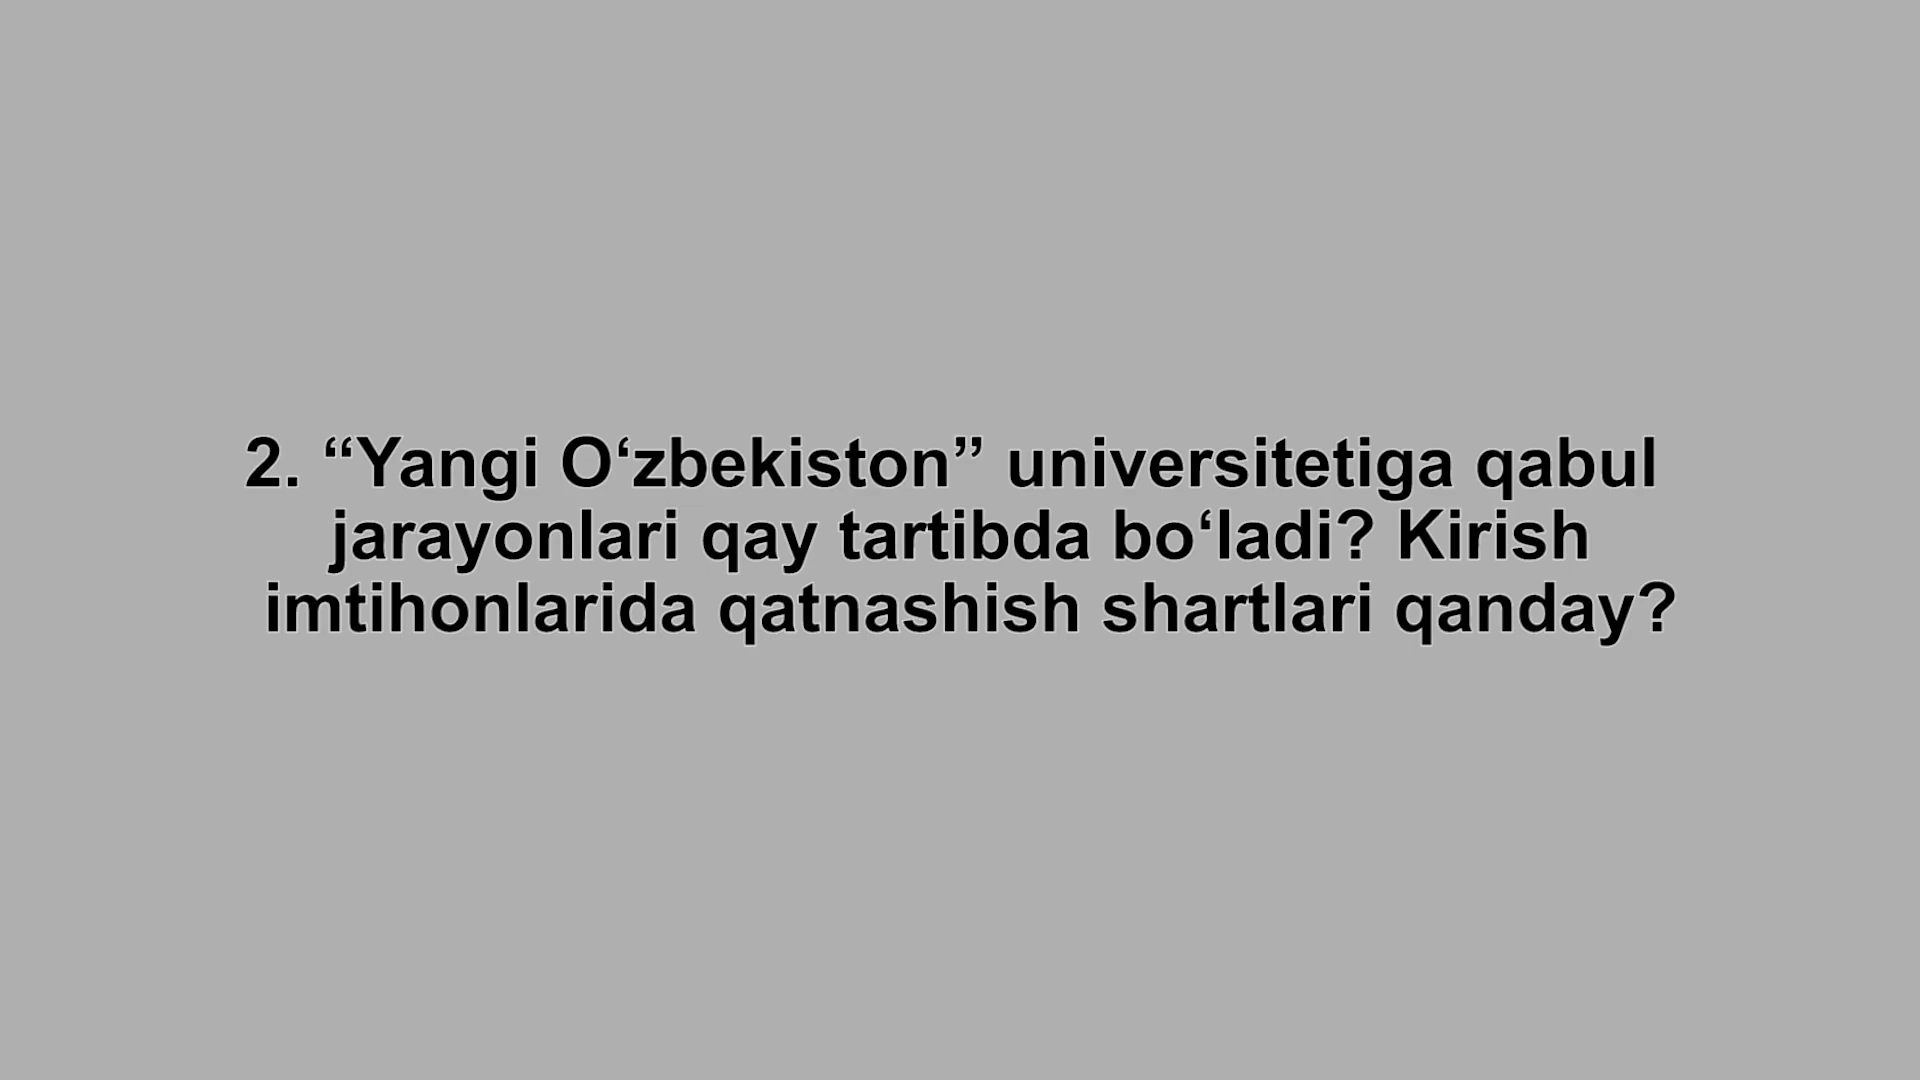 2. “Yangi O‘zbekiston” universitetiga qabul
jarayonlari qay tartibda bo‘ladi? Kirish
imtihonlarida qatnashish shartlari qanday?